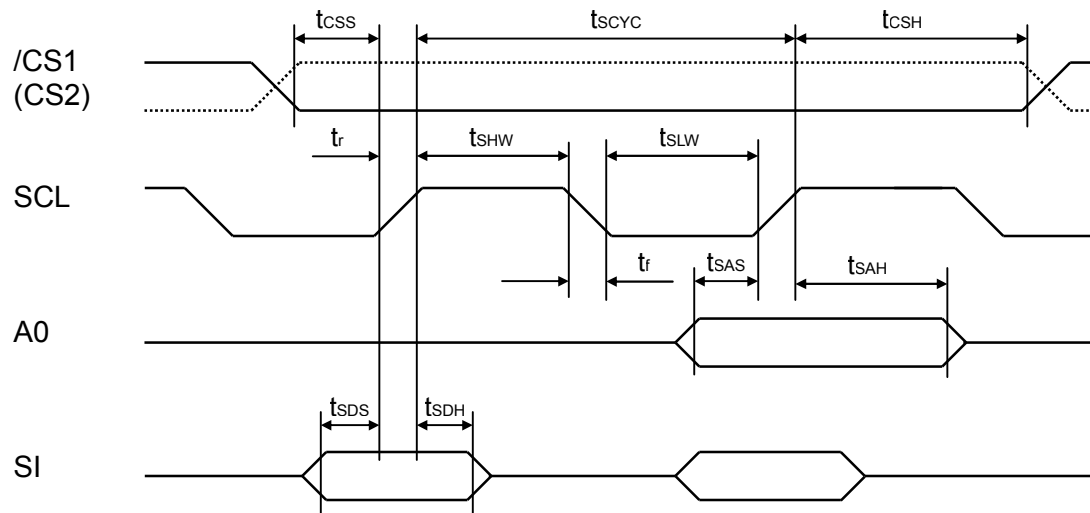 tCSS tSCYC tCSH
/CS1
(CS2)
tr tSHW tSLW
SCL
tf tSAS tSAH
A0
tSDS tSDH
SI